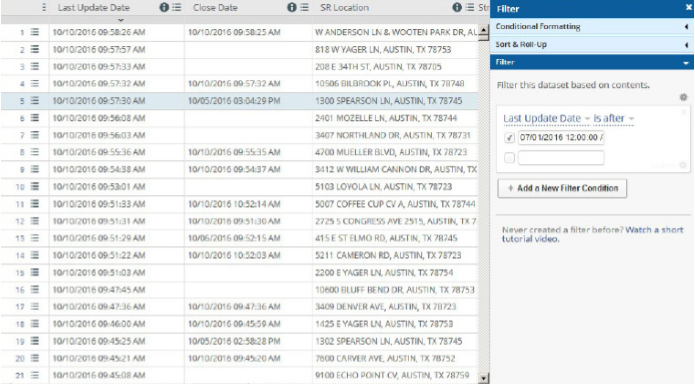 Last Update Date Close Date SR Location Str
1 10/10/2016 09:58:26 AM 10/10/2016 09:58:25 AM W ANDERSON LN & WOOTEN PARK DR, AU
2 10/10/2016 09:57:57 AM 818 W YAGER LN, AUSTIN, TX 78753
3 10/10/2016 09:57:33 AM 208 E 34TH ST, AUSTIN, TX 78705
4 10/10/2016 09:57:32 AM 10/10/2016 09:57:32 AM 10506 BILBROOK PL, AUSTIN, TX 78748
5 10/10/2016 09:57:30 AM 10/05/2016 03:04:29 PM 1300 SPEARSON LN, AUSTIN, TX 78745
6 10/10/2016 09:56:08 AM 2401 MOZELLE LN, AUSTIN, TX 78744
7 10/10/2016 09:56:03 AM 3407 NORTHLAND DR, AUSTIN, TX 78731
8 10/10/2016 09:55:36 AM 10/10/2016 09:55:35 AM 4700 MUELLER BLVD, AUSTIN, TX 78723
9 10/10/2016 09:54:38 AM 10/10/2016 09:54:37 AM 3412 W WILLIAM CANNON DR, AUSTIN, TX
10 10/10/2016 09:53:01 AM 5103 LOYOLA LN, AUSTIN, TX 78723
11 10/10/2016 09:51:33 AM 10/10/2016 10:52:14 AM 5007 COFFEE CUP CV A, AUSTIN, TX 78744
12 10/10/2016 09:51:31 AM 10/10/2016 09:51:30 AM 2725 S CONGRESS AVE 2515, AUSTIN, TX 7
13 10/10/2016 09:51:29 AM 10/06/2016 09:52:15 AM 415 E ST ELMO RD, AUSTIN, TX 78745
14 10/10/2016 09:51:22 AM 10/10/2016 10:52:03 AM 5211 CAMERON RD, AUSTIN, TX 78723
15 10/10/2016 09:51:03 AM 2200 E YAGER LN, AUSTIN, TX 78754
16 10/10/2016 09:47:45 AM 10600 BLUFF BEND DR, AUSTIN, TX 78753
17 10/10/2016 09:47:36 AM 10/10/2016 09:47:36 AM 3409 DENVER AVE, AUSTIN, TX 78723
18 10/10/2016 09:46:00 AM 10/10/2016 09:45:59 AM 1425 E YAGER LN, AUSTIN, TX 78753
19 10/10/2016 09:45:25 AM 10/05/2016 02:58:28 PM 1302 SPEARSON LN, AUSTIN, TX 78745
20 10/10/2016 09:45:21 AM 10/10/2016 09:45:20 AM 7600 CARVER AVE, AUSTIN, TX 78752
21 10/10/2016 09:45:08 AM 9100 ECHO POINT CV, AUSTIN, TX 78759
Filter
Conditional Formatting
Sort & Roll-Up
Filter
Filter this dataset based on contents.
Last Update Date is after
07/01/2016 12:00:00
+ Add a New Filter Condition
Never created a filter before? Watch a short
tutorial video.